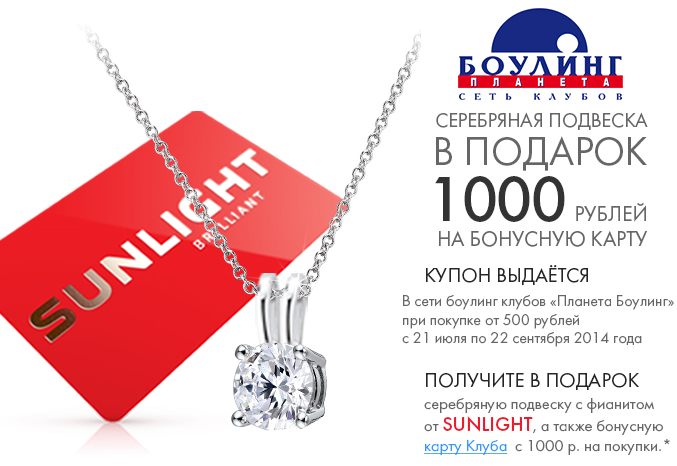 SUNLIGHT
BRILLIANT
БОУЛИНГ
ПЛАНЕТА
СЕТЬ КЛУБОВ
СЕРЕБРЯНАЯ ПОДВЕСКА
В ПОДАРОК
1000 РУБЛЕЙ
НА БОНУСНУЮ КАРТУ
КУПОН ВЫДАЁТСЯ
В сети боулинг клубов «Планета Боулинг»
при покупке от 500 рублей
с 21 июля по 22 сентября 2014 года
ПОЛУЧИТЕ В ПОДАРОК
серебряную подвеску с фианитом
от SUNLIGHT, а также бонусную
карту Клуба с 1000 р. на покупки.*